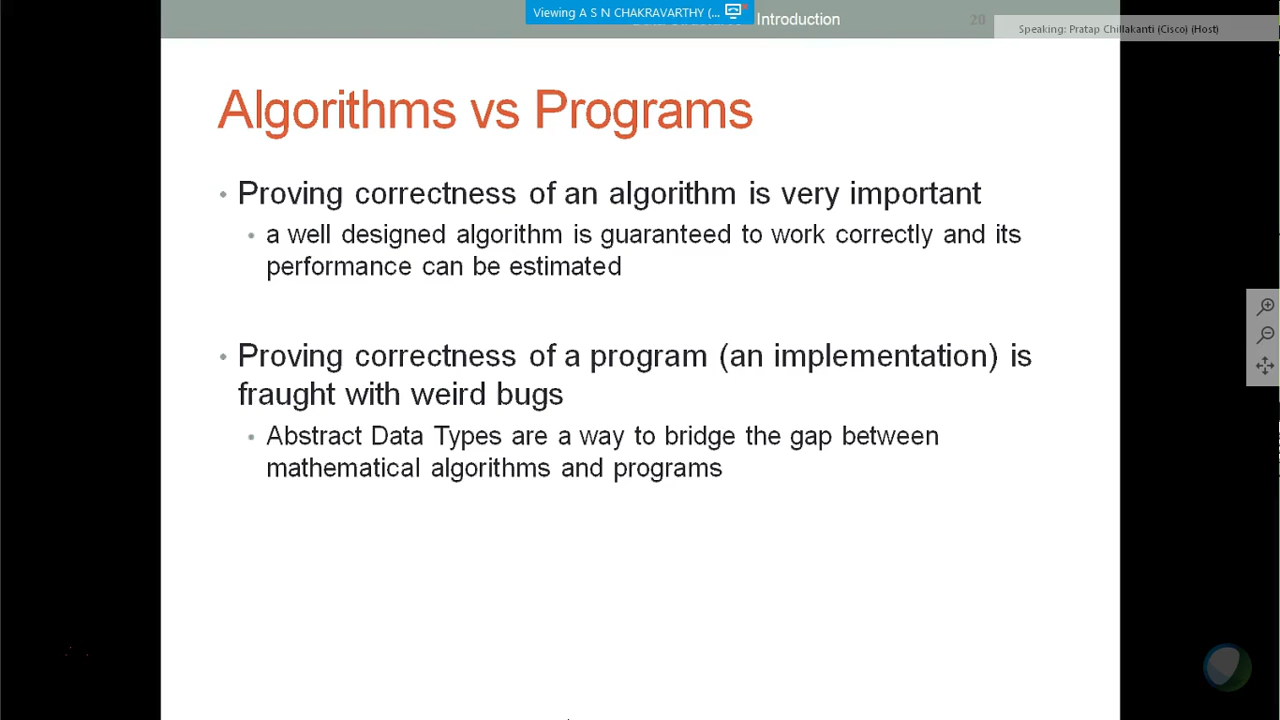 Viewing A S N CHAKRAVARTHY (...
Introduction
20
Speaking: Pratap Chillakanti (Cisco) (Host)
Algorithms vs Programs
• Proving correctness of an algorithm is very important
• a well designed algorithm is guaranteed to work correctly and its
performance can be estimated
• Proving correctness of a program (an implementation) is
fraught with weird bugs
• Abstract Data Types are a way to bridge the gap between
mathematical algorithms and programs